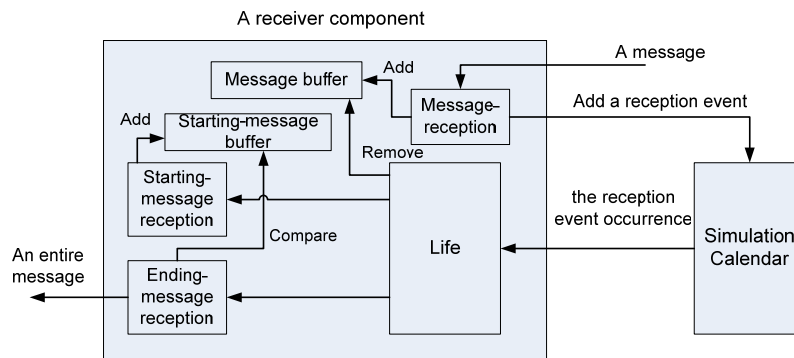 A receiver component
A message
Message buffer
Add
Message-
reception
Add a reception event
Add
Starting-message
buffer
Remove
Starting-
message
reception
the reception
event occurrence
Simulation
Calendar
Life
Compare
An entire
message
Ending-
message
reception